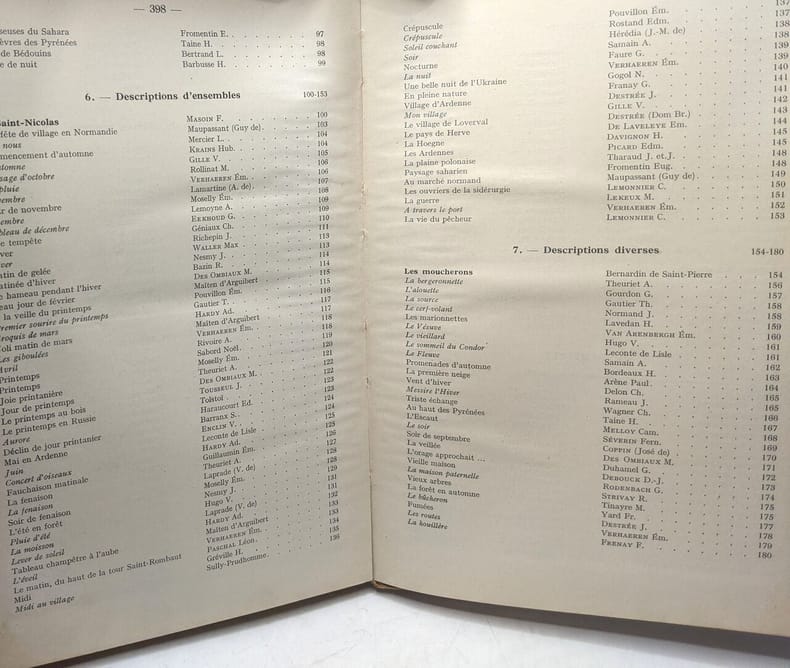 — 398 —
seuses du Sahara Fromentin E. 97
èvres des Pyrénées Taine H. 98
de Bédouins Bertrand L. 98
e de nuit Barbusse H. 99
6. — Descriptions d'ensembles 100-153
Saint-Nicolas Masoin F. 100
fête de village en Normandie Maupassant (Guy de) 103
nous Mercier L. 104
mmencement d'automne Krains Hub. 104
tomne Gille V. 105
sage d'octobre Rollinat M. 106
pluie Verhaeren Ém. 106
embre Lamartine (A. de) 107
r de novembre Moselly Ém. 108
embre Lemoyne A. 109
bleau de décembre Eekhoud G. 109
e tempête Géniaux Ch. 110
ver Richepin J. 111
ver Waller Max 113
atin de gelée Nesmy J. 113
atinée d'hiver Bazin R. 114
hameau pendant l'hiver Des Ombiaux M. 114
eau jour de février Maïten d'Arguibert 115
la veille du printemps Pouvillon Ém. 115
remier sourire du printemps Gautier T. 116
roquis de mars Hardy Ad. 117
oli matin de mars Maïten d'Arguibert 117
es giboulées Verhaeren Ém. 118
vril Rivoire A. 118
Printemps Sabord Noël 119
Printemps Moselly Ém. 120
Joie printanière Theuriet A. 121
Jour de printemps Des Ombiaux M. 122
Le printemps au bois Tousseul J. 122
Le printemps en Russie Tolstoï 123
Aurore Haraucourt Ed. 123
Déclin de jour printanier Barranx S. 124
Mai en Ardenne Enclin V. 124
Juin Leconte de Lisle 125
Concert d'oiseaux Hardy Ad. 125
Fauchaison matinale Guillaumin Ém. 126
La fenaison Theuriet A. 127
La fenaison Laprade (V. de) 128
Soir de fenaison Moselly Ém. 128
L'été en forêt Nesmy J. 129
Pluie d'été Hugo V. 131
La moisson Laprade (V. de) 131
Lever de soleil Hardy Ad. 132
Tableau champêtre à l'aube Maïten d'Arguibert 133
L'éveil Verhaeren Ém. 133
Le matin, du haut de la tour Saint-Rombaut Paschal Léon 134
Midi Gréville H. 135
Midi au village Sully-Prudhomme 136
Crépuscule Pouvillon Ém. 137
Crépuscule Rostand Edm. 137
Soleil couchant Hérédia (J.-M. de) 138
Soir Samain A. 138
Nocturne Faure G. 139
La nuit Verhaeren Ém. 139
Une belle nuit de l'Ukraine Gogol N. 140
En pleine nature Franay G. 141
Village d'Ardenne Destrée J. 141
Mon village Gille V. 142
Le village de Loverval Destrée (Dom Br.) 143
Le pays de Herve De Laveleye Em. 144
La Hoegne Davignon H. 145
Les Ardennes Picard Edm. 145
La plaine polonaise Tharaud J. et J. 148
Paysage saharien Fromentin Eug. 148
Au marché normand Maupassant (Guy de) 149
Les ouvriers de la sidérurgie Lemonnier C. 150
La guerre Lekeux M. 151
A travers le port Verhaeren Ém. 152
La vie du pêcheur Lemonnier C. 153
7. — Descriptions diverses 154-180
Les moucherons Bernardin de Saint-Pierre 154
La bergeronnette Theuriet A. 156
L'alouette Gourdon G. 157
La source Gautier Th. 158
Le cerf-volant Normand J. 158
Les marionnettes Lavedan H. 159
Le Vésuve Van Arenbergh Ém. 160
Le vieillard Hugo V. 161
Le sommeil du Condor Leconte de Lisle 161
Le Fleuve Samain A. 162
Promenades d'automne Bordeaux H. 163
La première neige Arène Paul 164
Vent d'hiver Delon Ch. 165
Messire l'Hiver Rameau J. 165
Triste échange Wagner Ch. 166
Au haut des Pyrénées Taine H. 167
L'Escaut Melloy Cam. 168
Le soir Séverin Fern. 169
Soir de septembre Coppin (José de) 170
La veillée Des Ombiaux M. 171
L'orage approchait ... Duhamel G. 172
Vieille maison Debouck D.-J. 173
La maison paternelle Rodenbach G. 174
Vieux arbres Strivay R. 175
La forêt en automne Tinayre M. 175
Le bûcheron Yard Fr. 177
Fumées Destrée J. 178
Les routes Verhaeren Ém. 179
La houillère Frenay F. 180